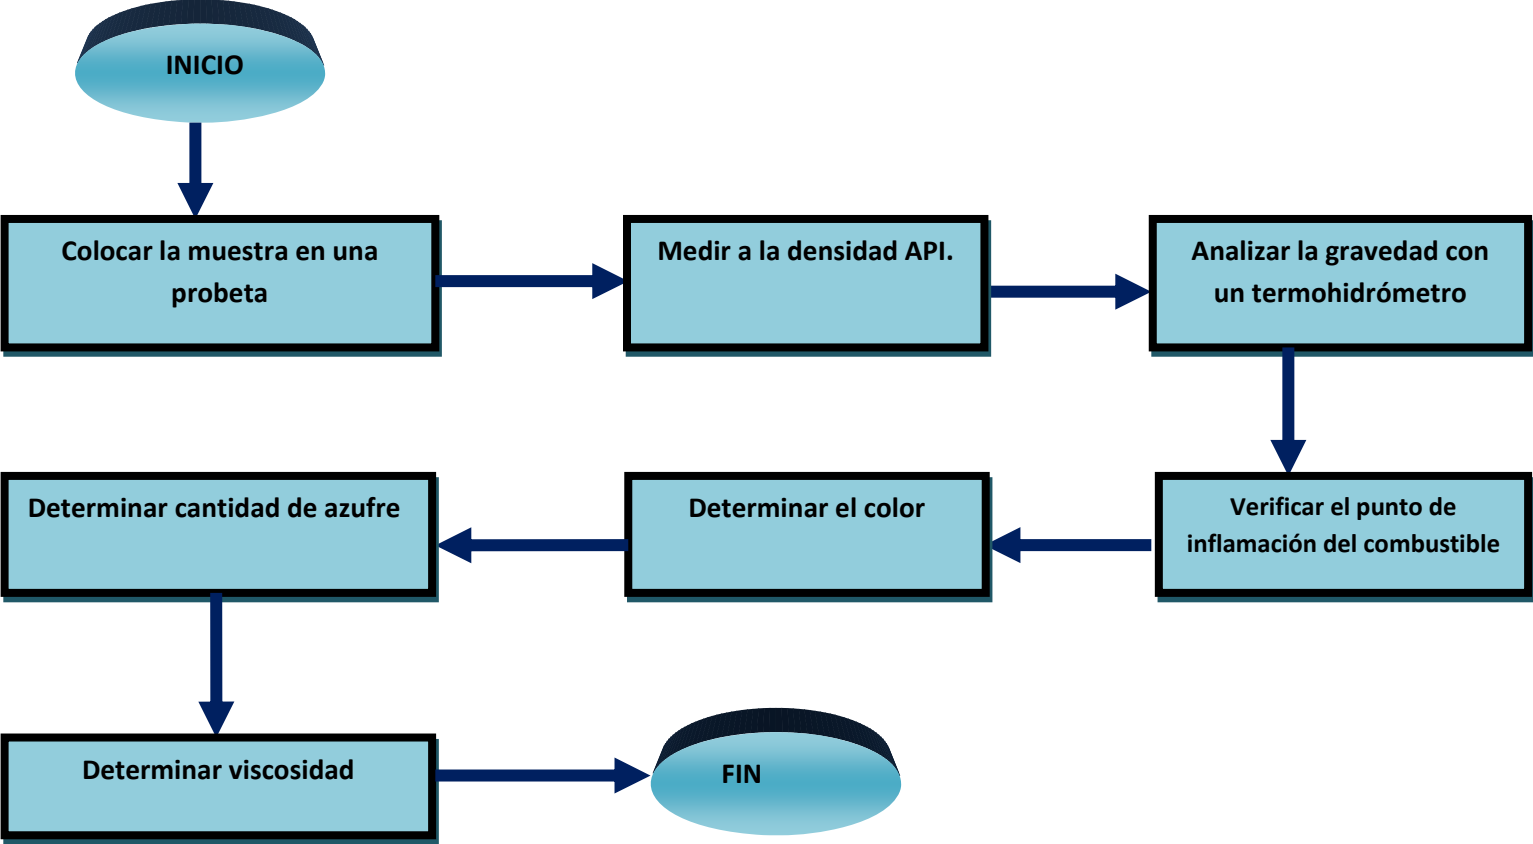 INICIO
Colocar la muestra en una
probeta
Medir a la densidad API.
Analizar la gravedad con
un termohidrómetro
Verificar el punto de
inflamación del combustible
Determinar el color
Determinar cantidad de azufre
Determinar viscosidad
FIN